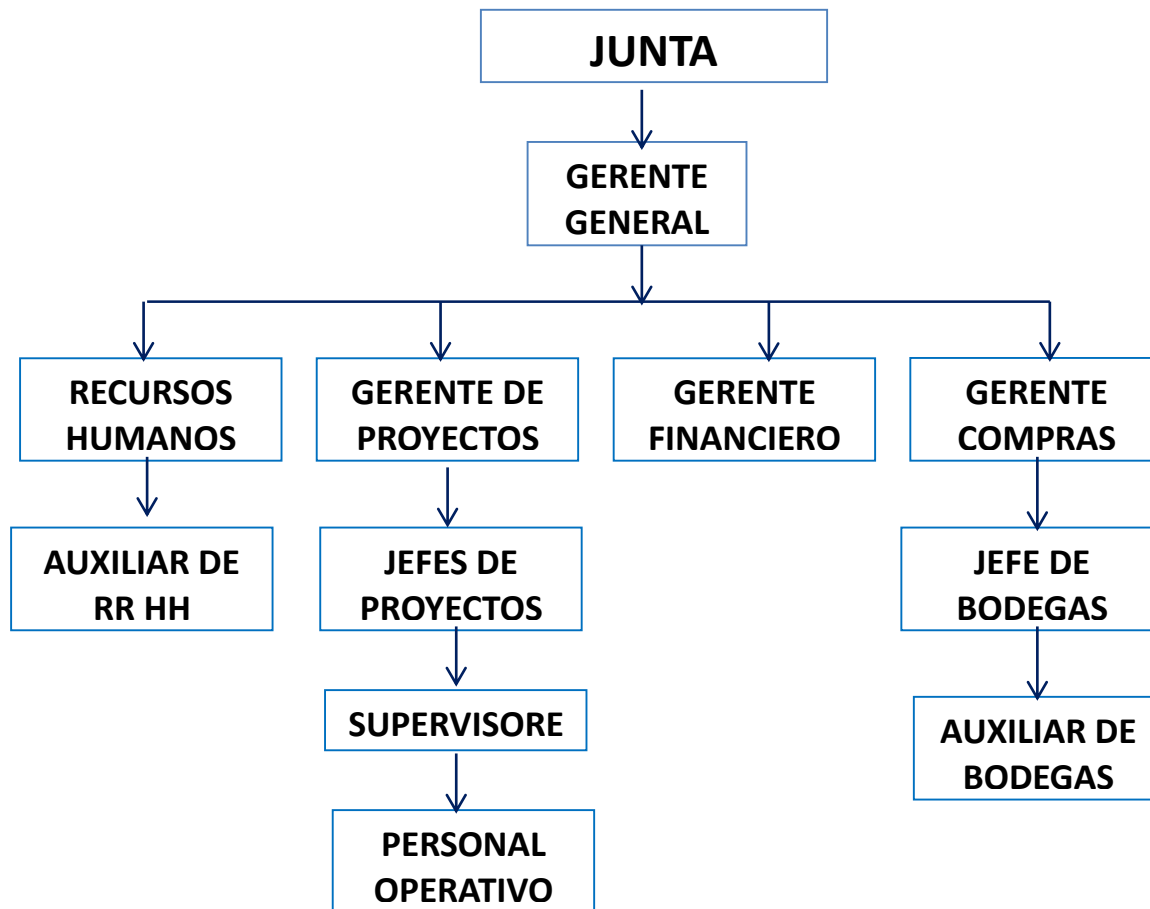 JUNTA
GERENTE
GENERAL
RECURSOS
HUMANOS
GERENTE DE
PROYECTOS
GERENTE
FINANCIERO
GERENTE
COMPRAS
AUXILIAR DE
RR HH
JEFES DE
PROYECTOS
JEFE DE
BODEGAS
SUPERVISORE
AUXILIAR DE
BODEGAS
PERSONAL
OPERATIVO